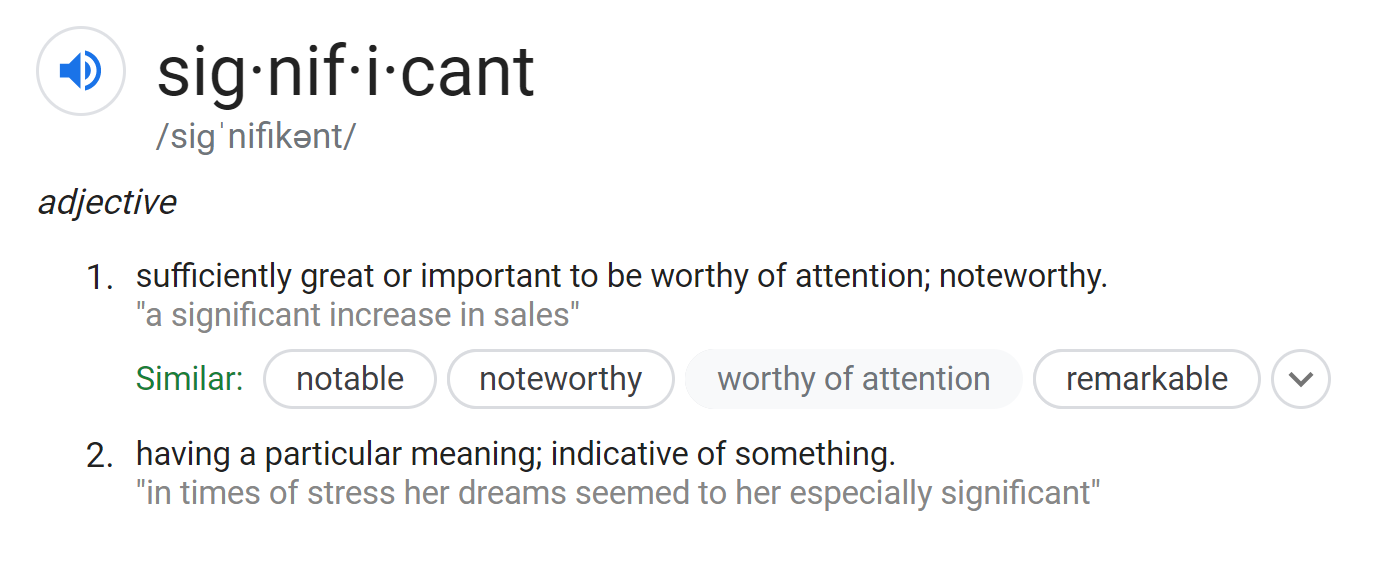 sig·nif·i·cant
/siɡˈnifikənt/
adjective
1. sufficiently great or important to be worthy of attention; noteworthy.
"a significant increase in sales"
Similar: notable noteworthy worthy of attention remarkable
2. having a particular meaning; indicative of something.
"in times of stress her dreams seemed to her especially significant"